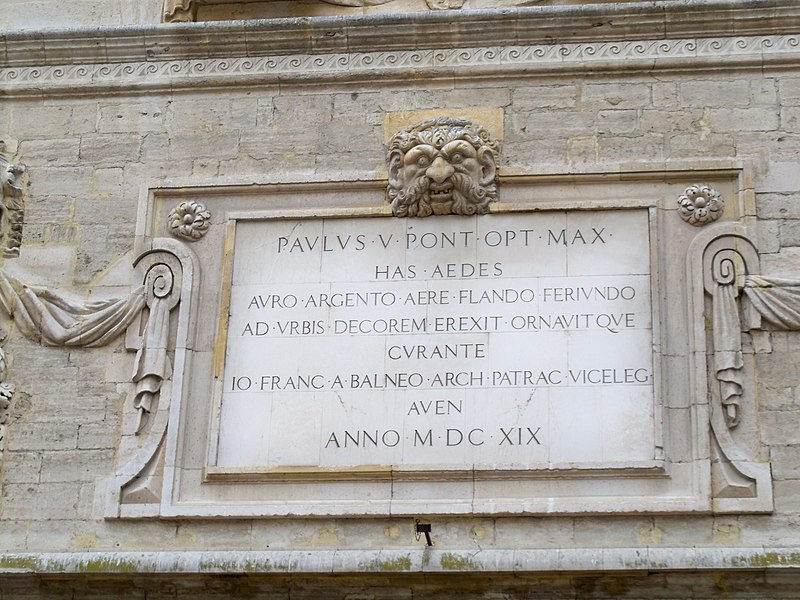 PAVLVS · V · PONT · OPT · MAX ·
HAS · AEDES
AVRO · ARGENTO · AERE · FLANDO · FERIVNDO
AD · VRBIS · DECOREM · EREXIT · ORNAVITQVE
CVRANTE
IO · FRANC · A · BALNEO · ARCH · PATRAC · VICELEG ·
AVEN
ANNO · M · DC · XIX